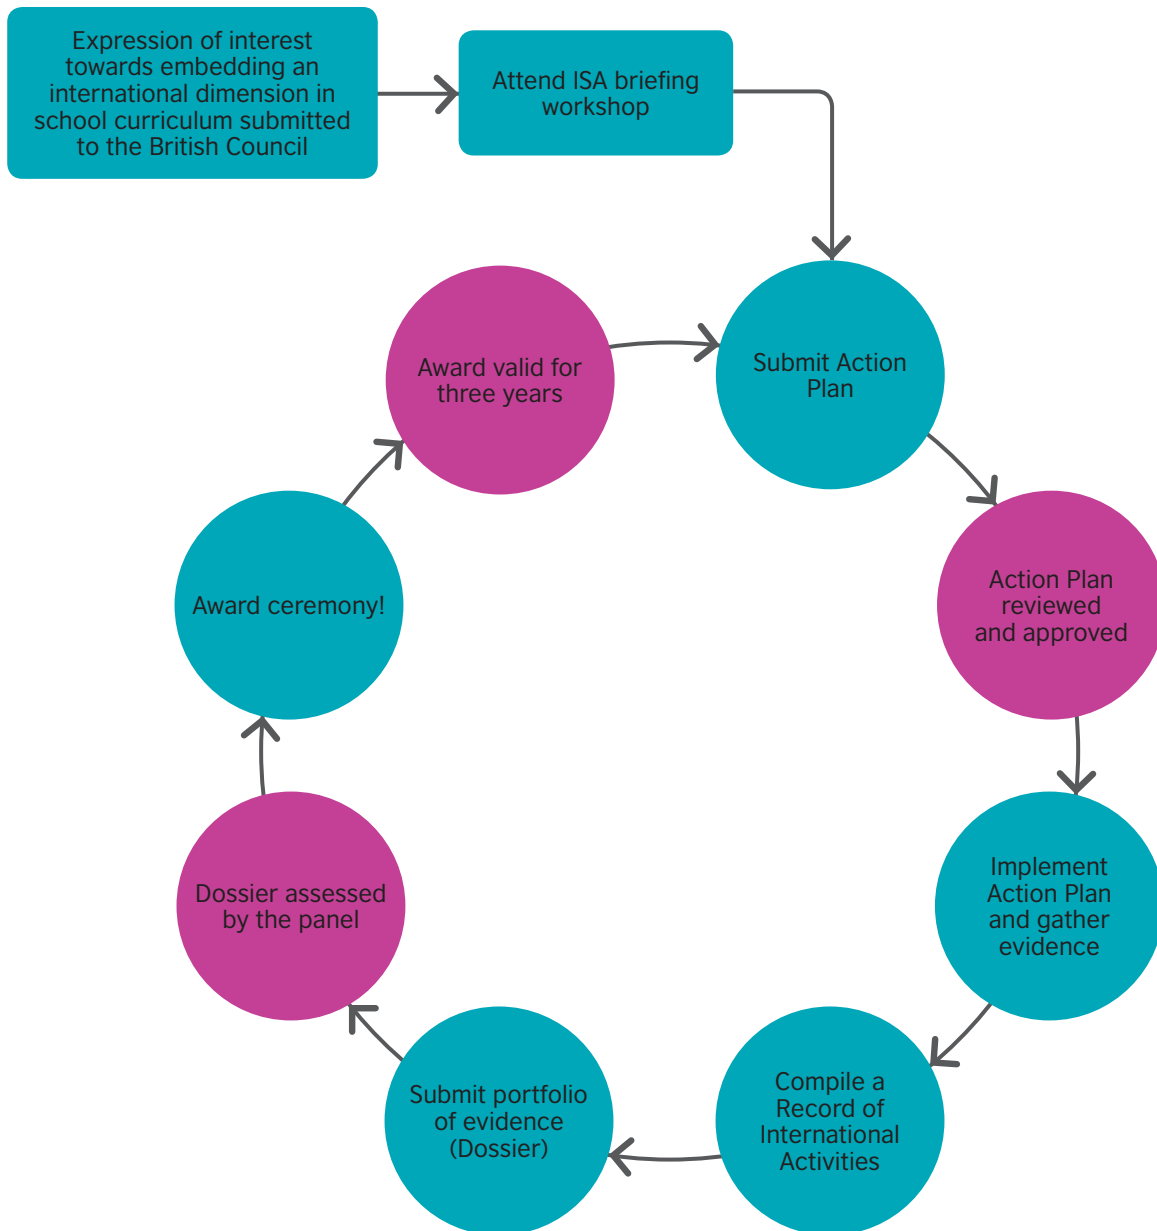 Expression of interest
towards embedding an
international dimension in
school curriculum submitted
to the British Council
Attend ISA briefing
workshop
Submit Action
Plan
Action Plan
reviewed
and approved
Implement
Action Plan
and gather
evidence
Compile a
Record of
International
Activities
Submit portfolio
of evidence
(Dossier)
Dossier assessed
by the panel
Award ceremony!
Award valid for
three years